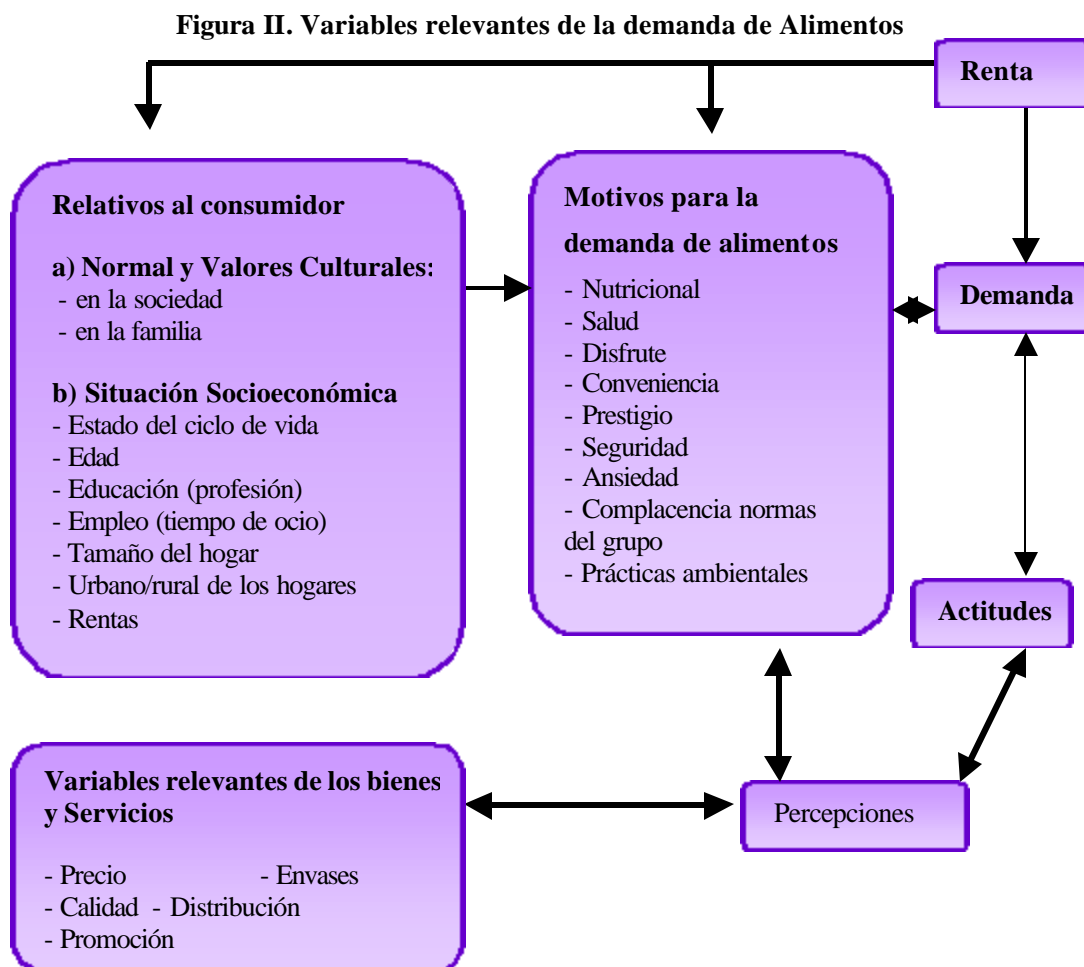 Figura II. Variables relevantes de la demanda de Alimentos
Renta
Relativos al consumidor
a) Normal y Valores Culturales:
- en la sociedad
- en la familia
b) Situación Socioeconómica
- Estado del ciclo de vida
- Edad
- Educación (profesión)
- Empleo (tiempo de ocio)
- Tamaño del hogar
- Urbano/rural de los hogares
- Rentas
Motivos para la
demanda de alimentos
- Nutricional
- Salud
- Disfrute
- Conveniencia
- Prestigio
- Seguridad
- Ansiedad
- Complacencia normas
del grupo
- Prácticas ambientales
Demanda
Actitudes
Variables relevantes de los bienes
y Servicios
- Precio - Envases
- Calidad - Distribución
- Promoción
Percepciones